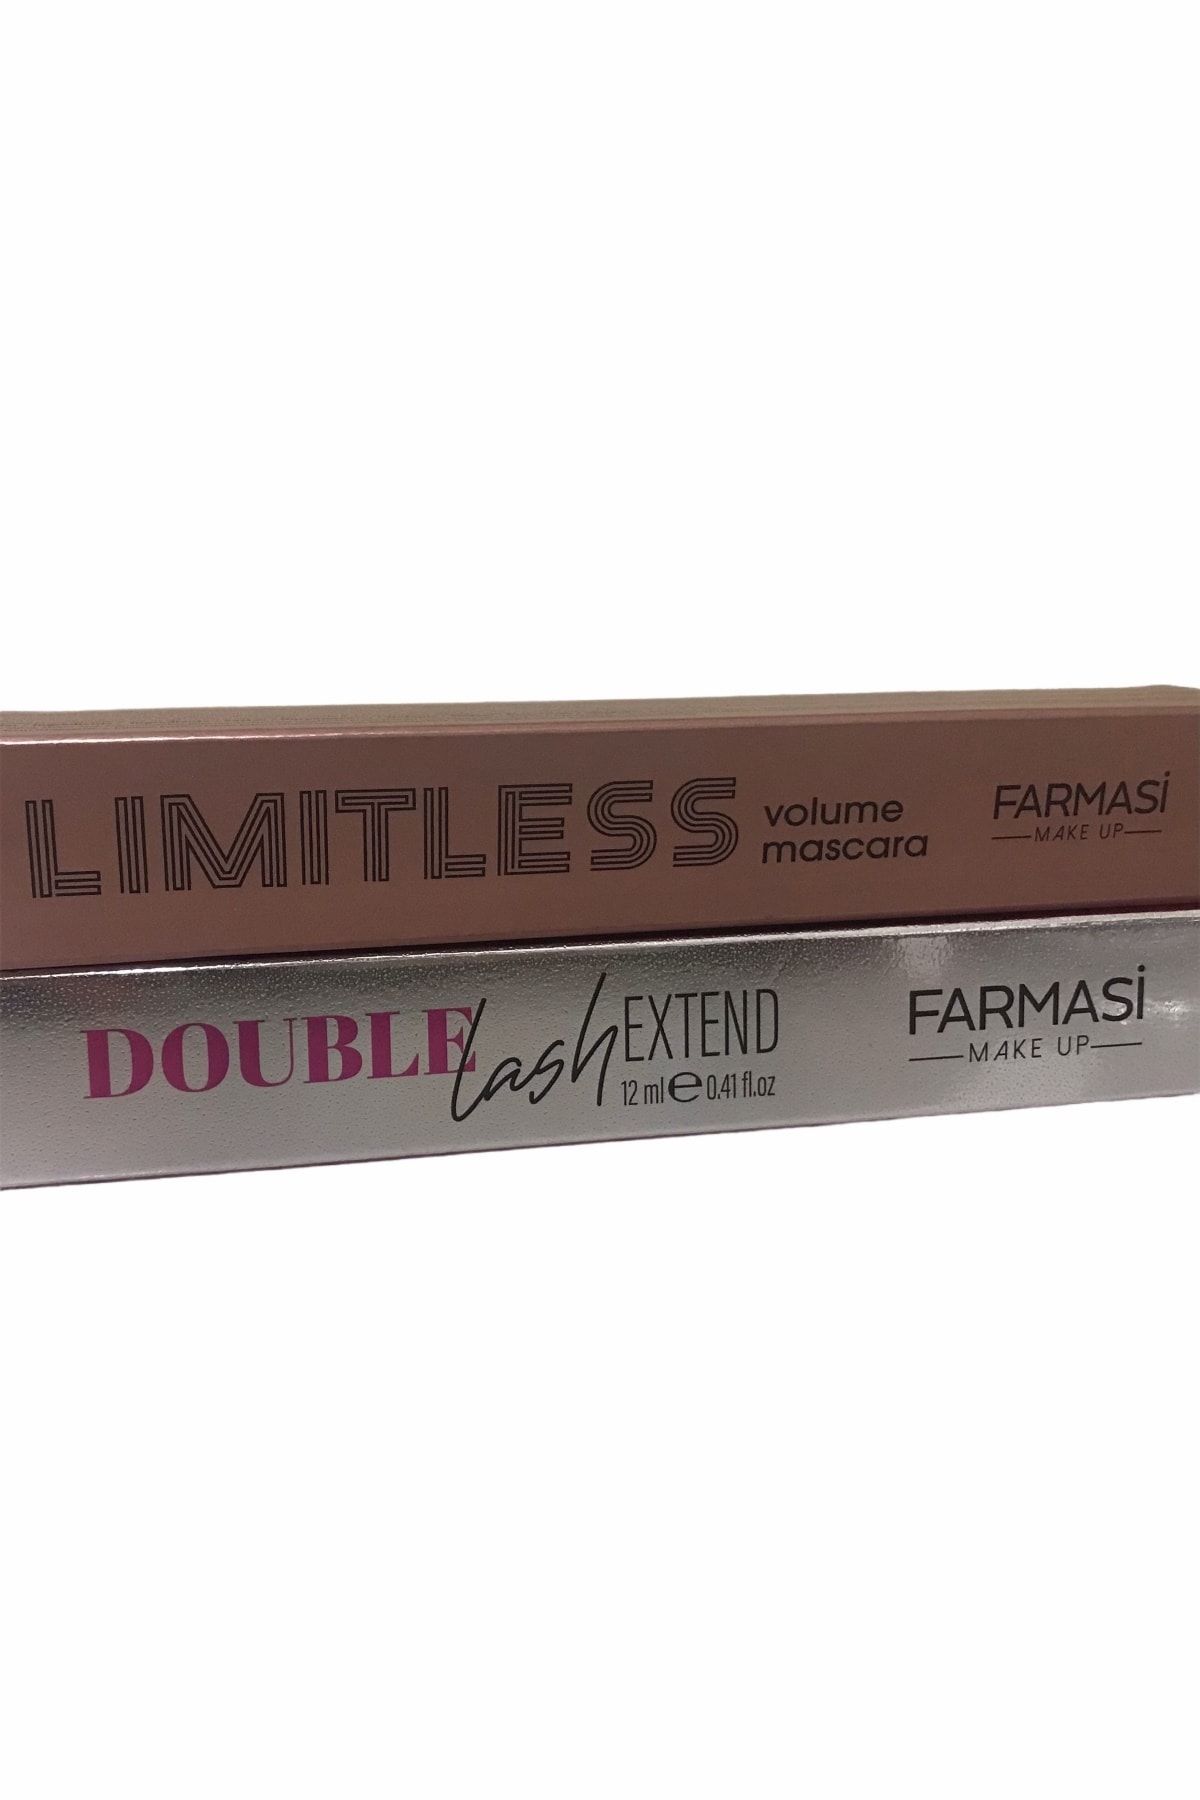 LIMITLESS
volume
mascara
FARMASİ
MAKE UP
DOUBLE lash EXTEND
12 ml ℮ 0.41 fl.oz
FARMASİ
MAKE UP